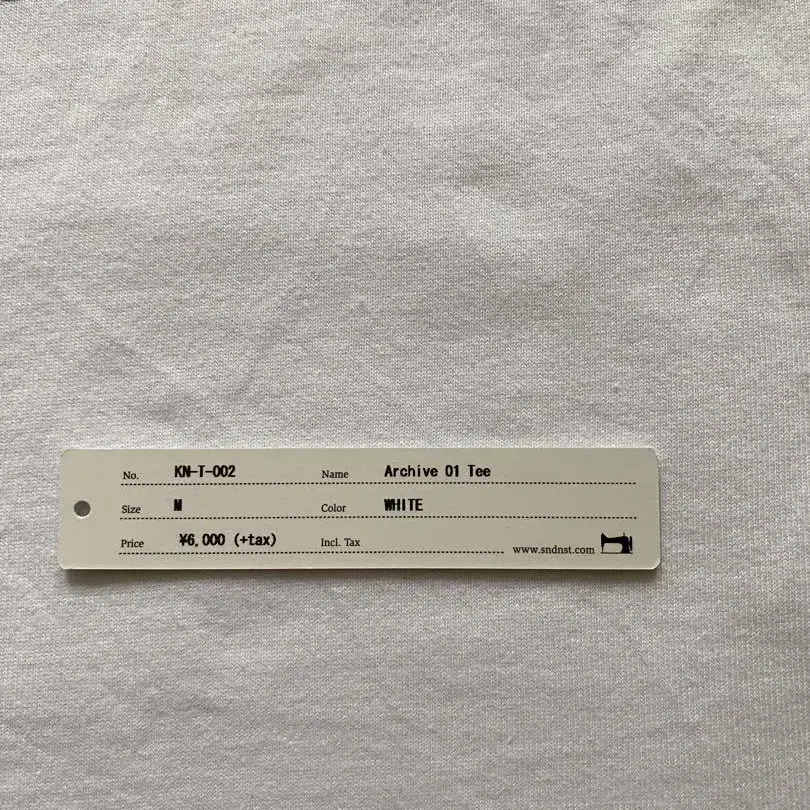 No. KN-T-002 Name Archive 01 Tee
Size M Color WHITE
Price ¥6,000 (+tax) Incl. Tax
www.sndnst.com